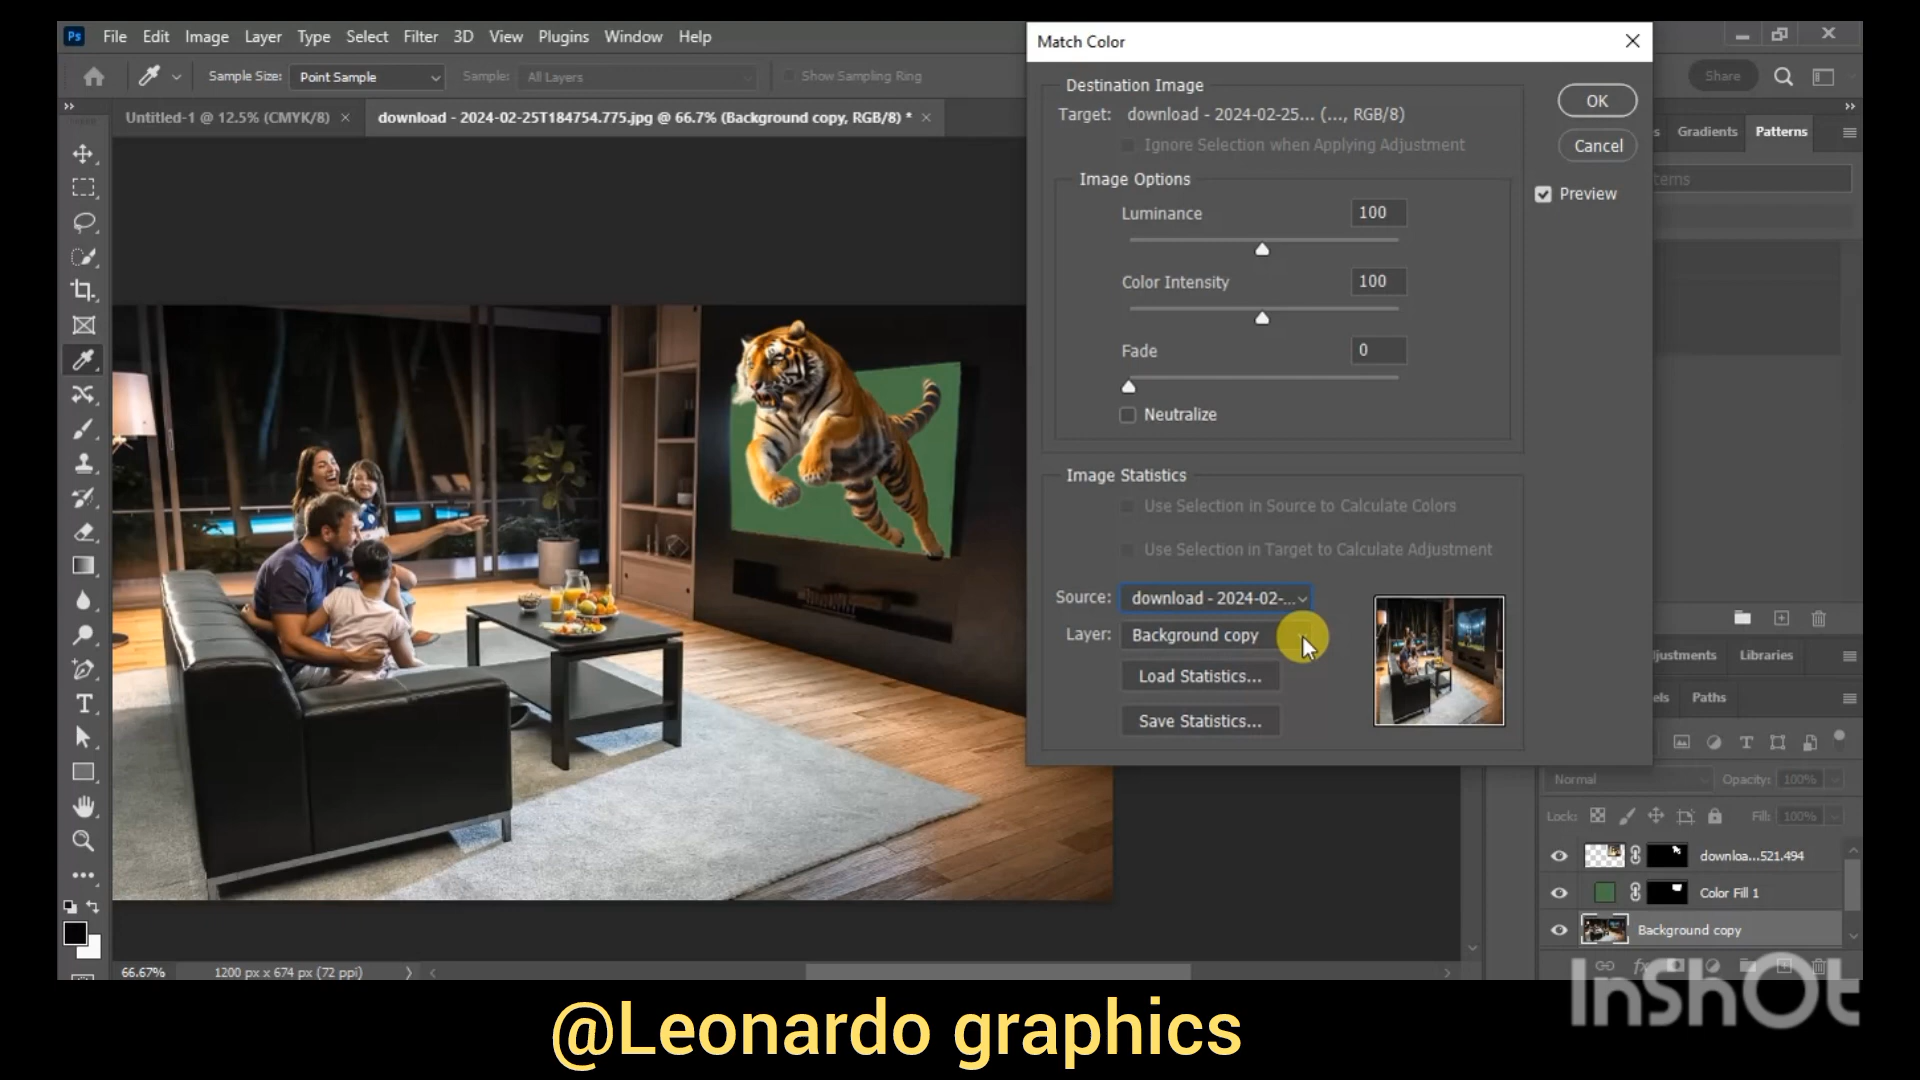 Ps File Edit Image Layer Type Select Filter 3D View Plugins Window Help
Sample Size: Point Sample Sample: All Layers Show Sampling Ring
Share
Untitled-1 @ 12.5% (CMYK/8) × download - 2024-02-25T184754.775.jpg @ 66.7% (Background copy, RGB/8) * ×
Match Color
Destination Image
Target: download - 2024-02-25... (..., RGB/8)
Ignore Selection when Applying Adjustment
OK
Cancel
Preview
Image Options
Luminance 100
Color Intensity 100
Fade 0
Neutralize
Image Statistics
Use Selection in Source to Calculate Colors
Use Selection in Target to Calculate Adjustment
Source: download - 2024-02-...
Layer: Background copy
Load Statistics...
Save Statistics...
Gradients Patterns
terns
justments Libraries
els Paths
Normal Opacity: 100%
Lock: Fill: 100%
downloa...521.494
Color Fill 1
Background copy
fx
66.67% 1200 px x 674 px (72 ppi)
InShOt
@Leonardo graphics